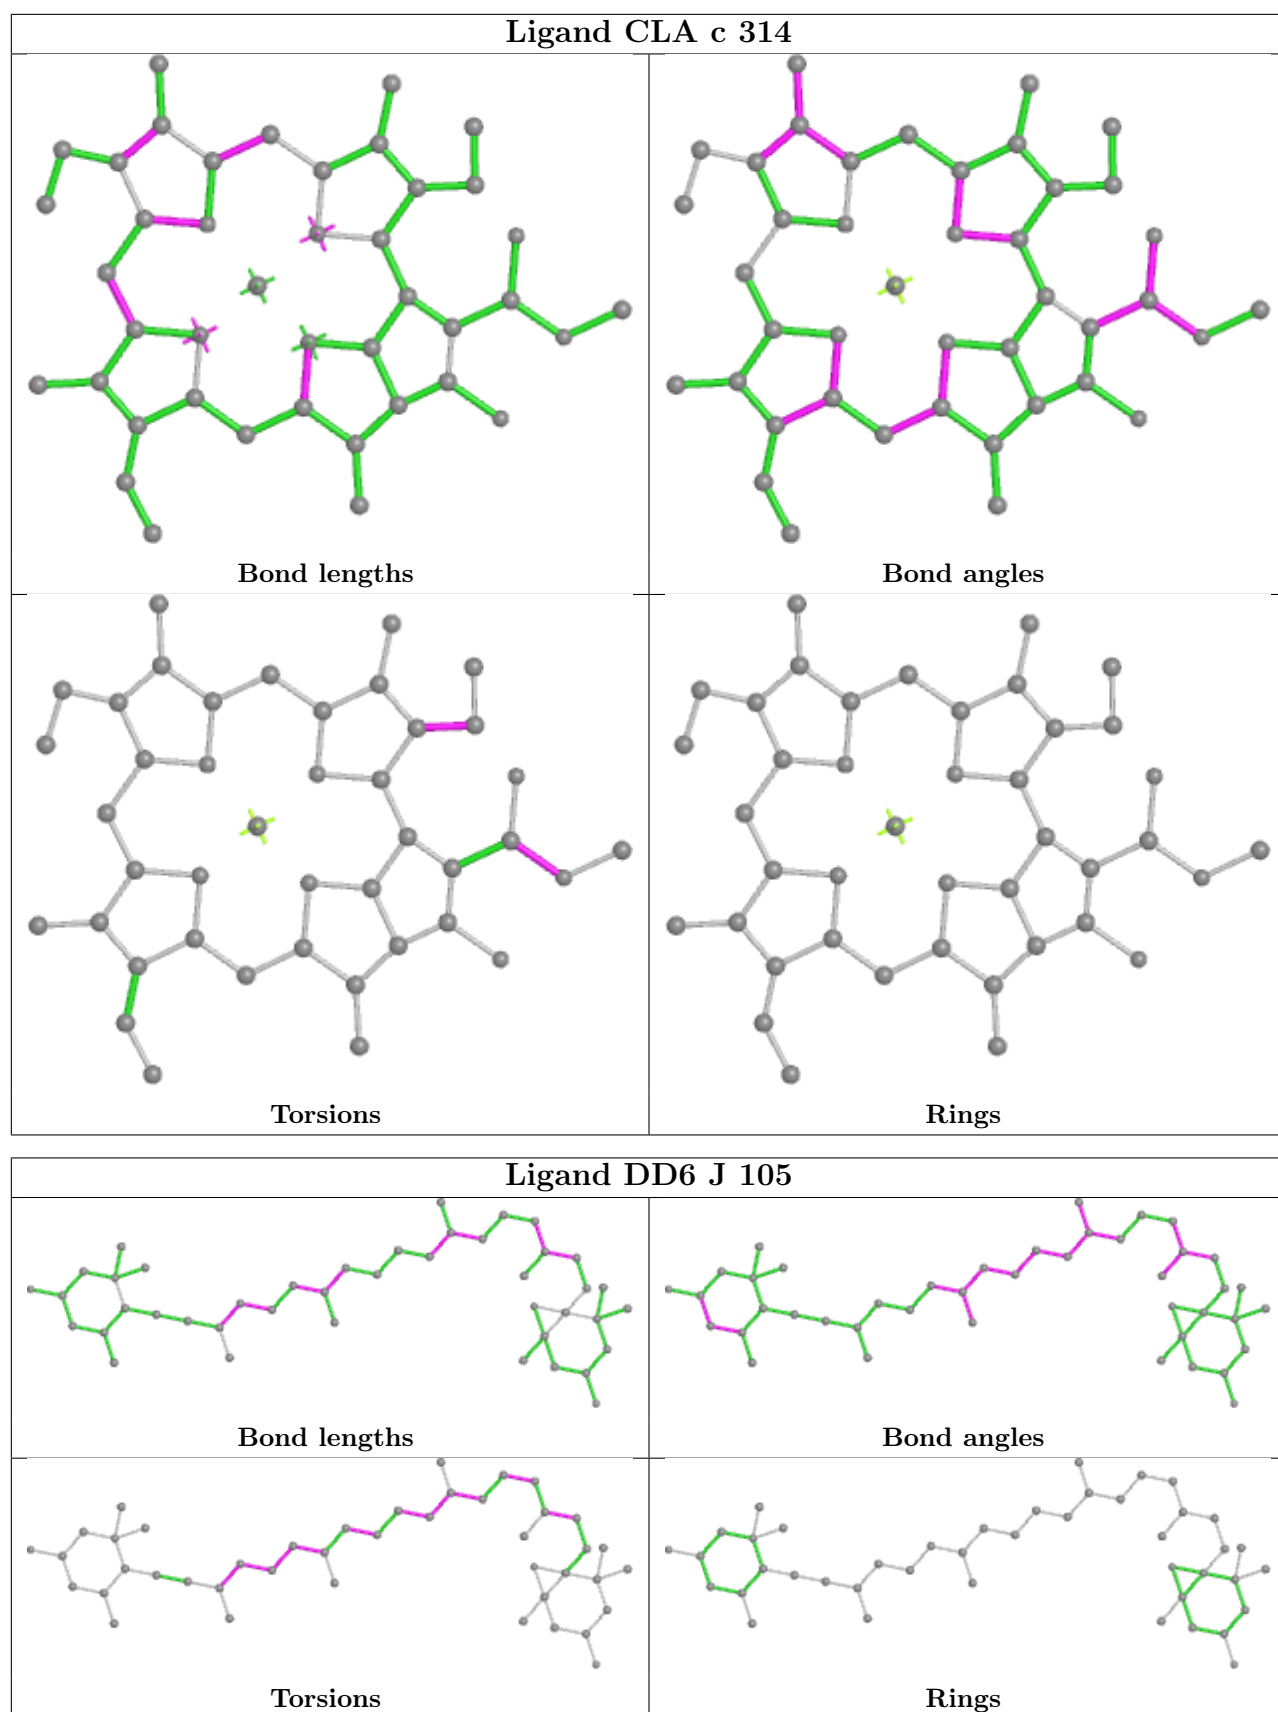 Ligand CLA c 314
Bond lengths
Bond angles
Torsions
Rings
Ligand DD6 J 105
Bond lengths
Bond angles
Torsions
Rings